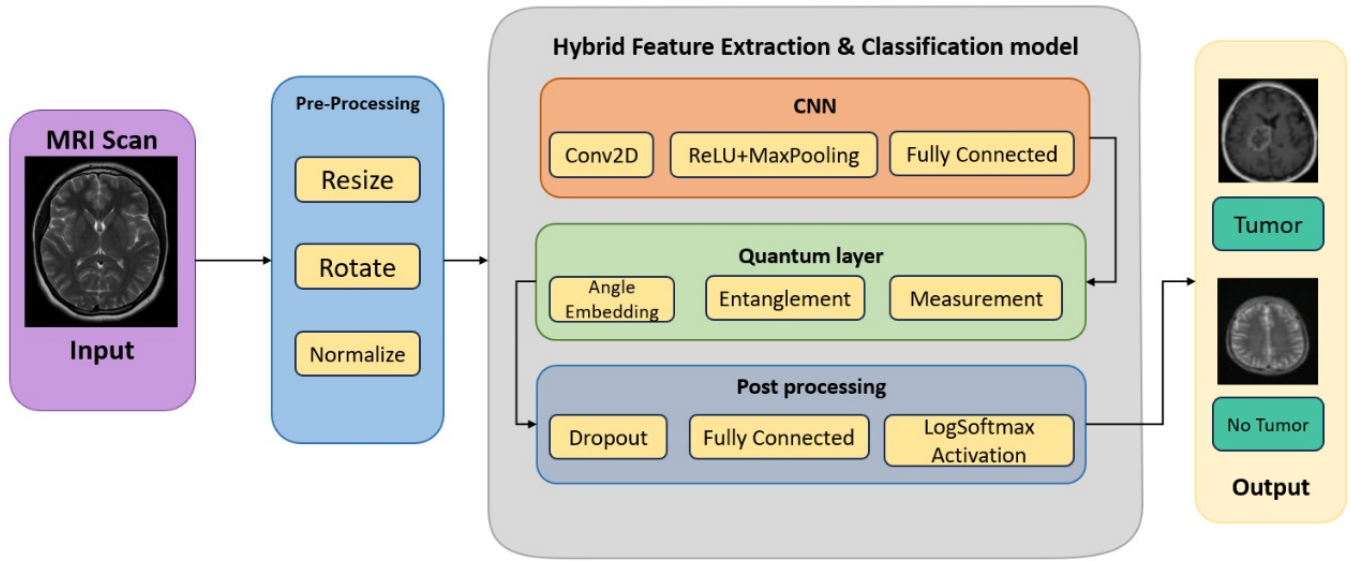 MRI Scan
Input
Pre-Processing
Resize
Rotate
Normalize
Hybrid Feature Extraction & Classification model
CNN
Conv2D
ReLU+MaxPooling
Fully Connected
Quantum layer
Angle
Embedding
Entanglement
Measurement
Post processing
Dropout
Fully Connected
LogSoftmax
Activation
Tumor
No Tumor
Output